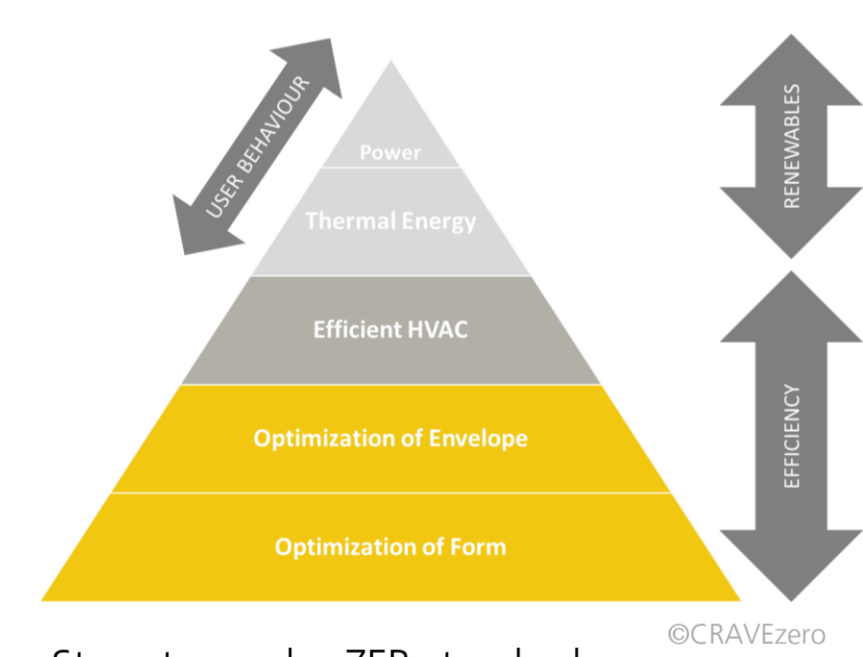 USER BEHAVIOUR
RENEWABLES
Power
Thermal Energy
Efficient HVAC
EFFICIENCY
Optimization of Envelope
Optimization of Form
©CRAVEzero